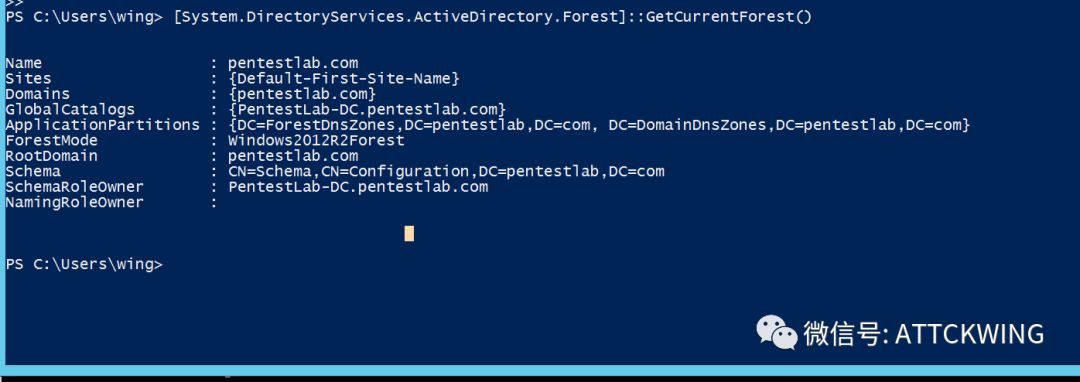 >>
PS C:\Users\wing> [System.DirectoryServices.ActiveDirectory.Forest]::GetCurrentForest()
Name : pentestlab.com
Sites : {Default-First-Site-Name}
Domains : {pentestlab.com}
GlobalCatalogs : {PentestLab-DC.pentestlab.com}
ApplicationPartitions : {DC=ForestDnsZones,DC=pentestlab,DC=com, DC=DomainDnsZones,DC=pentestlab,DC=com}
ForestMode : Windows2012R2Forest
RootDomain : pentestlab.com
Schema : CN=Schema,CN=Configuration,DC=pentestlab,DC=com
SchemaRoleOwner : PentestLab-DC.pentestlab.com
NamingRoleOwner :
PS C:\Users\wing>
微信号: ATTCKWING